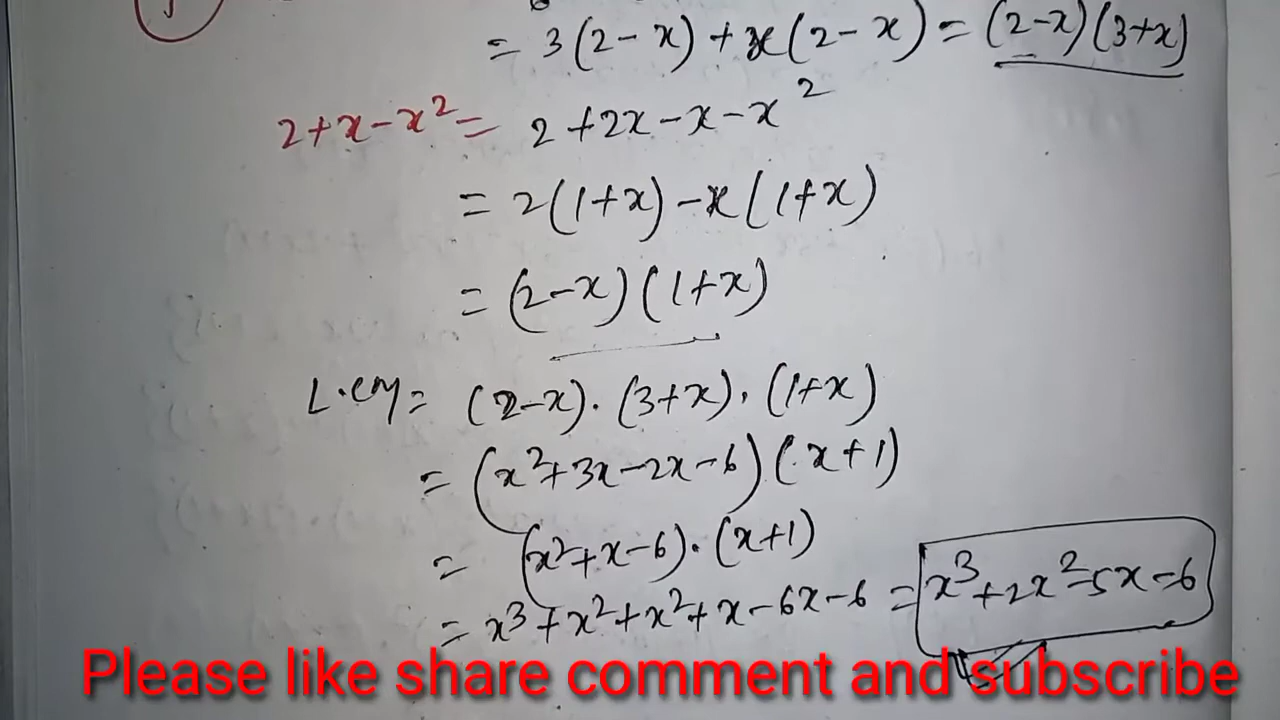 = 3(2-x)+x(2-x) = (2-x)(3+x)
2+x-x² = 2+2x-x-x²
= 2(1+x)-x(1+x)
= (2-x)(1+x)
L.CM = (2-x).(3+x).(1+x)
= (x²+3x-2x-6)(x+1)
= (x²+x-6).(x+1)
= x³+x²+x²+x-6x-6 = x³+2x²-5x-6
Please like share comment and subscribe